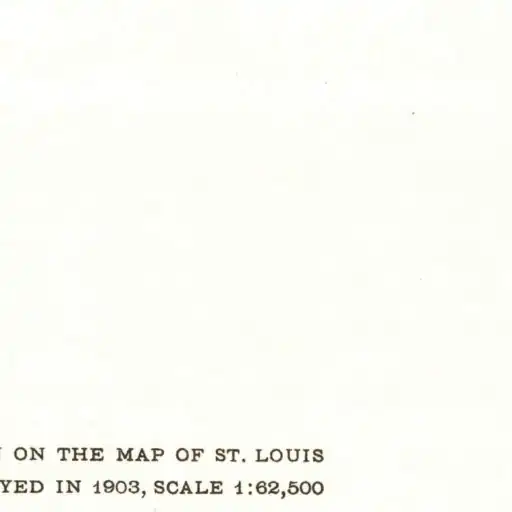 ON THE MAP OF ST. LOUIS
YED IN 1903, SCALE 1:62,500